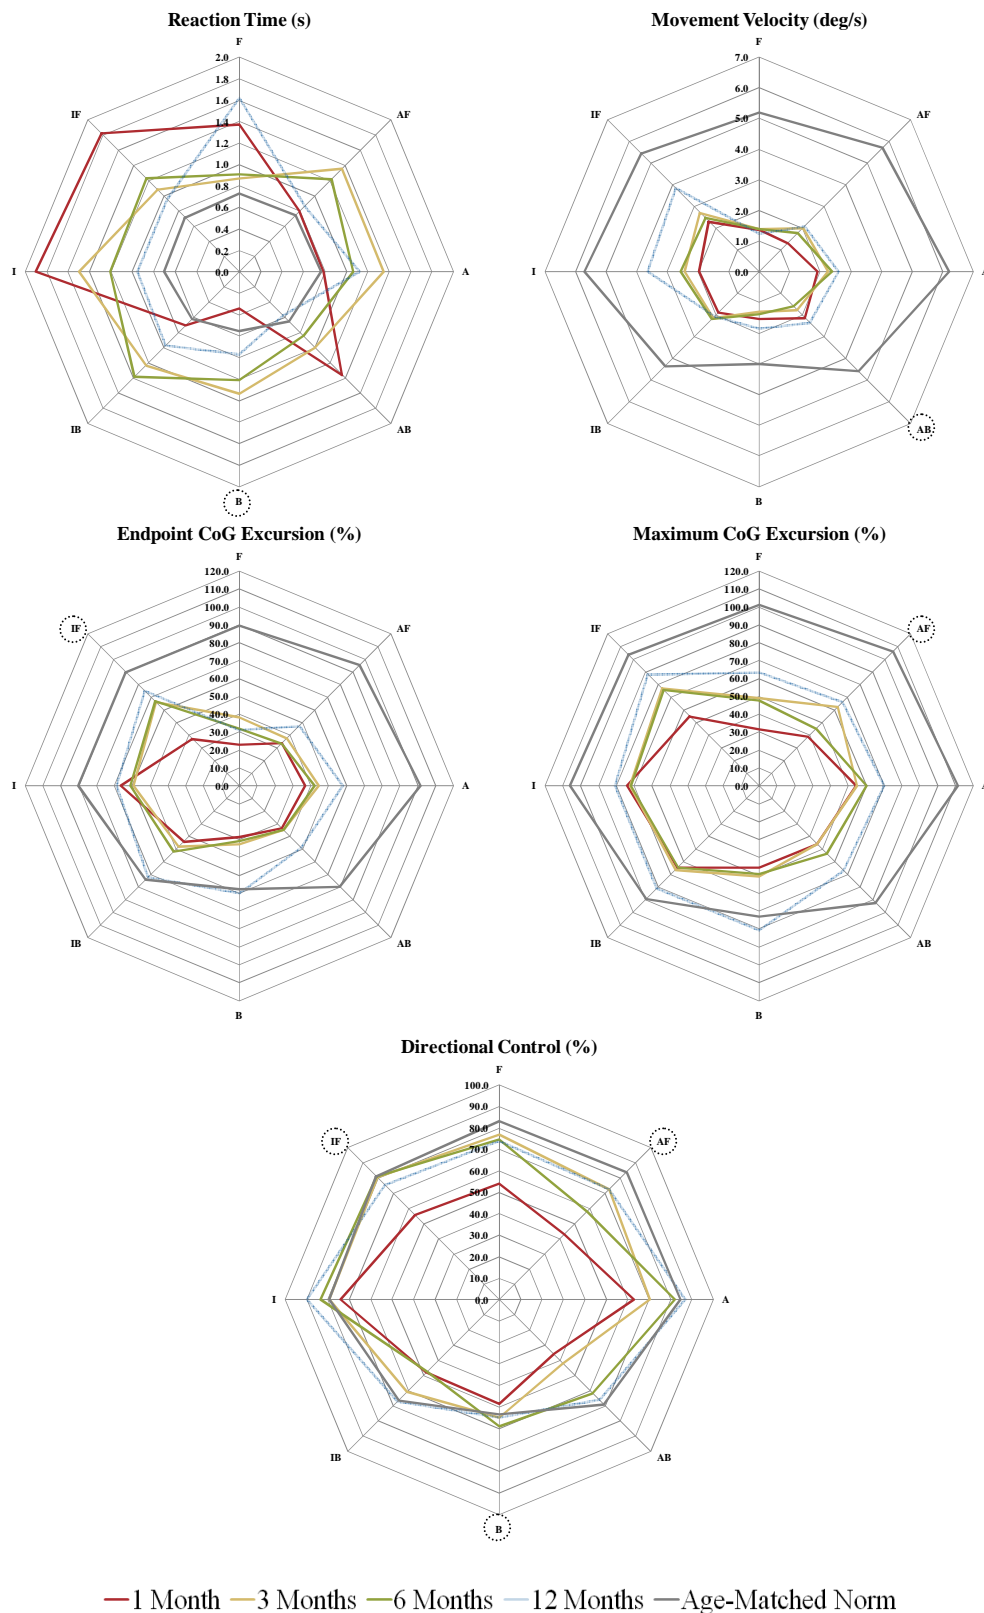 Reaction Time (s)
F
2.0
1.8
1.6
1.4
1.2
1.0
0.8
0.6
0.4
0.2
0.0
AF
A
AB
B
IB
I
IF
Movement Velocity (deg/s)
F
7.0
6.0
5.0
4.0
3.0
2.0
1.0
0.0
AF
A
AB
B
IB
I
IF
Endpoint CoG Excursion (%)
F
120.0
110.0
100.0
90.0
80.0
70.0
60.0
50.0
40.0
30.0
20.0
10.0
0.0
AF
A
AB
B
IB
I
IF
Maximum CoG Excursion (%)
F
120.0
110.0
100.0
90.0
80.0
70.0
60.0
50.0
40.0
30.0
20.0
10.0
0.0
AF
A
AB
B
IB
I
IF
Directional Control (%)
F
100.0
90.0
80.0
70.0
60.0
50.0
40.0
30.0
20.0
10.0
0.0
AF
A
AB
B
IB
I
IF
1 Month 3 Months 6 Months 12 Months Age-Matched Norm